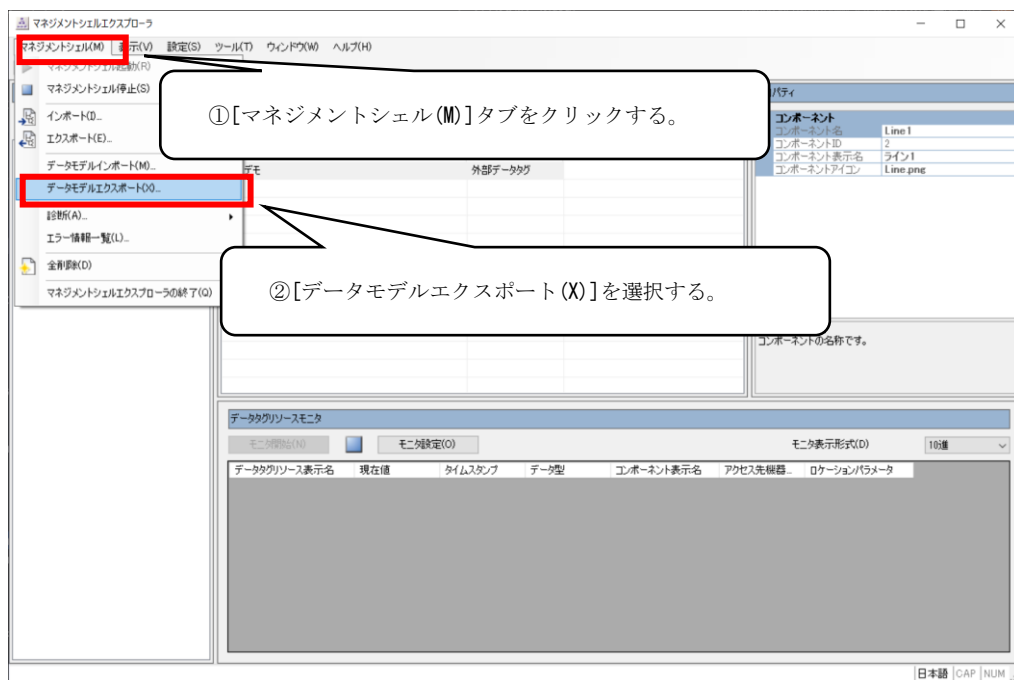 マネジメントシェルエクスプローラ
マネジメントシェル(M) 表示(V) 設定(S) ツール(T) ウィンドウ(W) ヘルプ(H)
マネジメントシェル停止(S)
インポート(I)...
エクスポート(E)...
データモデルインポート(M)...
データモデルエクスポート(X)...
診断(A)...
エラー情報一覧(L)...
全削除(D)
マネジメントシェルエクスプローラの終了(Q)
①[マネジメントシェル(M)]タブをクリックする。
②[データモデルエクスポート(X)]を選択する。
デモ 外部データタグ
パティ
コンポーネント
コンポーネント名 Line1
コンポーネントID 2
コンポーネント表示名 ライン1
コンポーネントアイコン Line.png
コンポーネントの名称です。
データタグリソースモニタ
モニタ開始(N) モニタ設定(O) モニタ表示形式(D) 10進
データタグリソース表示名 現在値 タイムスタンプ データ型 コンポーネント表示名 アクセス先機器... ロケーションパラメータ
日本語 CAP NUM